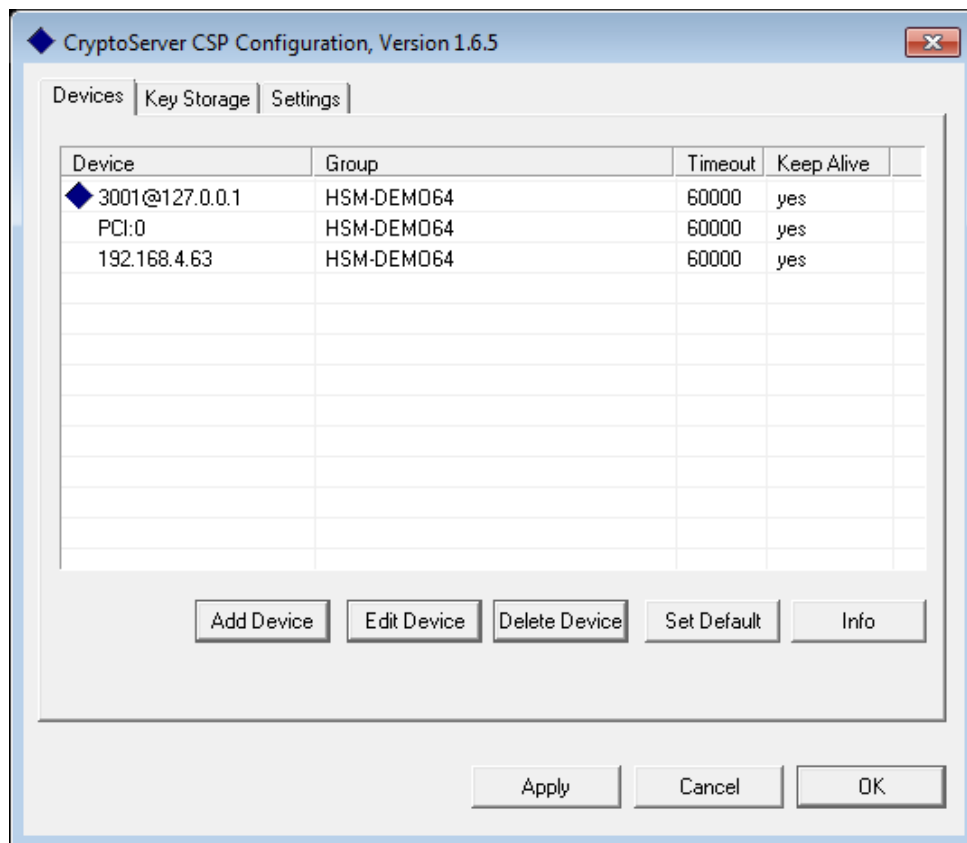 CryptoServer CSP Configuration, Version 1.6.5
Devices Key Storage Settings
Device Group Timeout Keep Alive
3001@127.0.0.1 HSM-DEMO64 60000 yes
PCI:0 HSM-DEMO64 60000 yes
192.168.4.63 HSM-DEMO64 60000 yes
Add Device Edit Device Delete Device Set Default Info
Apply Cancel OK